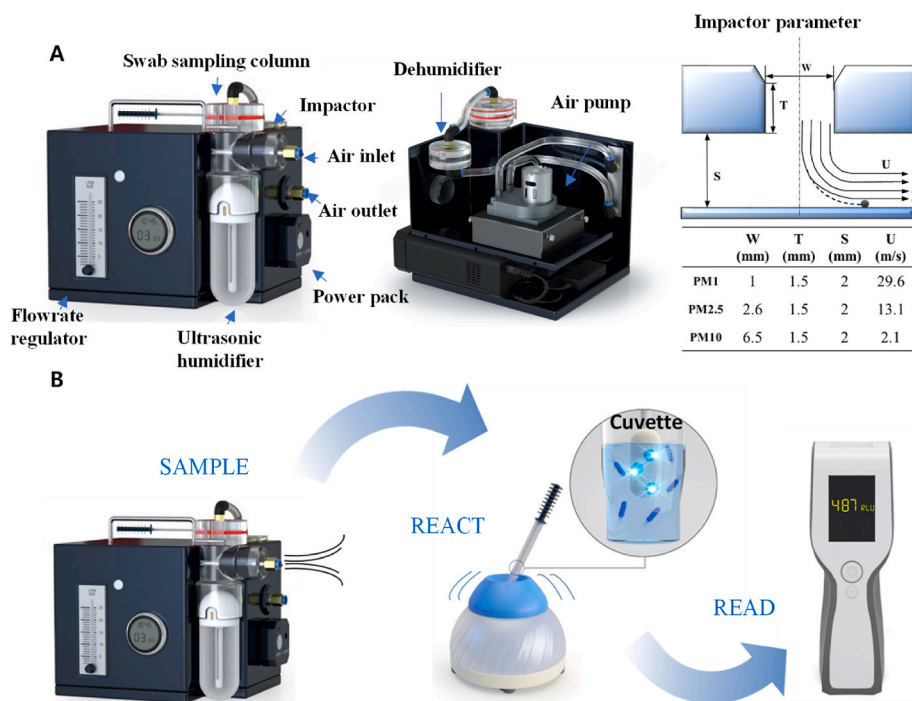 A
Swab sampling column
Impactor
Air inlet
Air outlet
Power pack
Ultrasonic
humidifier
Flowrate
regulator
Dehumidifier
Air pump
Impactor parameter
W
T
S
U
W T S U
(mm) (mm) (mm) (m/s)
PM1 1 1.5 2 29.6
PM2.5 2.6 1.5 2 13.1
PM10 6.5 1.5 2 2.1
B
SAMPLE
REACT
Cuvette
READ
487 RLU